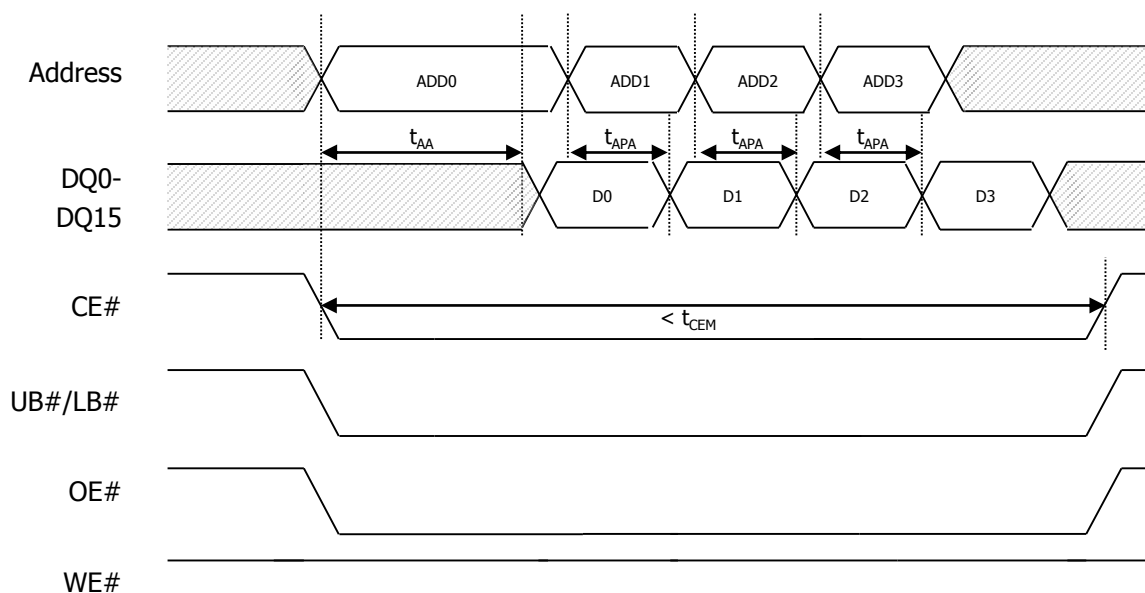 Address
ADD0 ADD1 ADD2 ADD3
tAA tAPA tAPA tAPA
DQ0-
DQ15
D0 D1 D2 D3
CE#
< tCEM
UB#/LB#
OE#
WE#